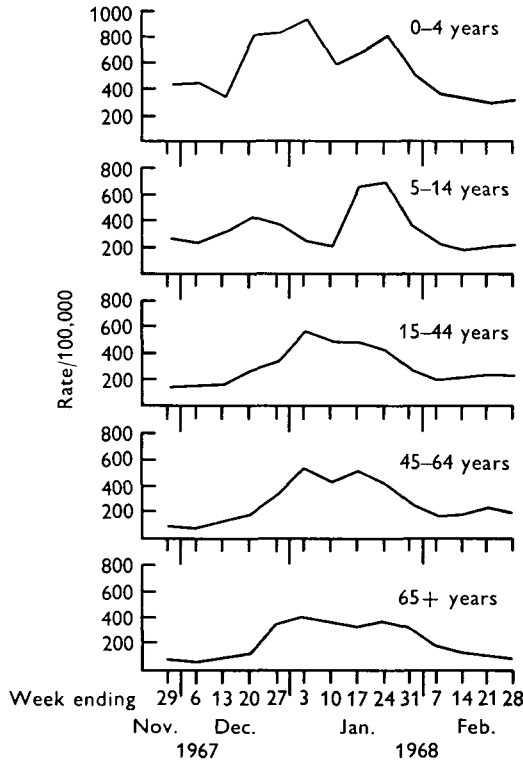 1000
800
600
400
200
0–4 years
800
600
400
200
5–14 years
Rate/100,000
800
600
400
200
15–44 years
800
600
400
200
45–64 years
800
600
400
200
65+ years
Week ending 29 6 13 20 27 3 10 17 24 31 7 14 21 28
Nov. Dec. Jan. Feb.
1967 1968